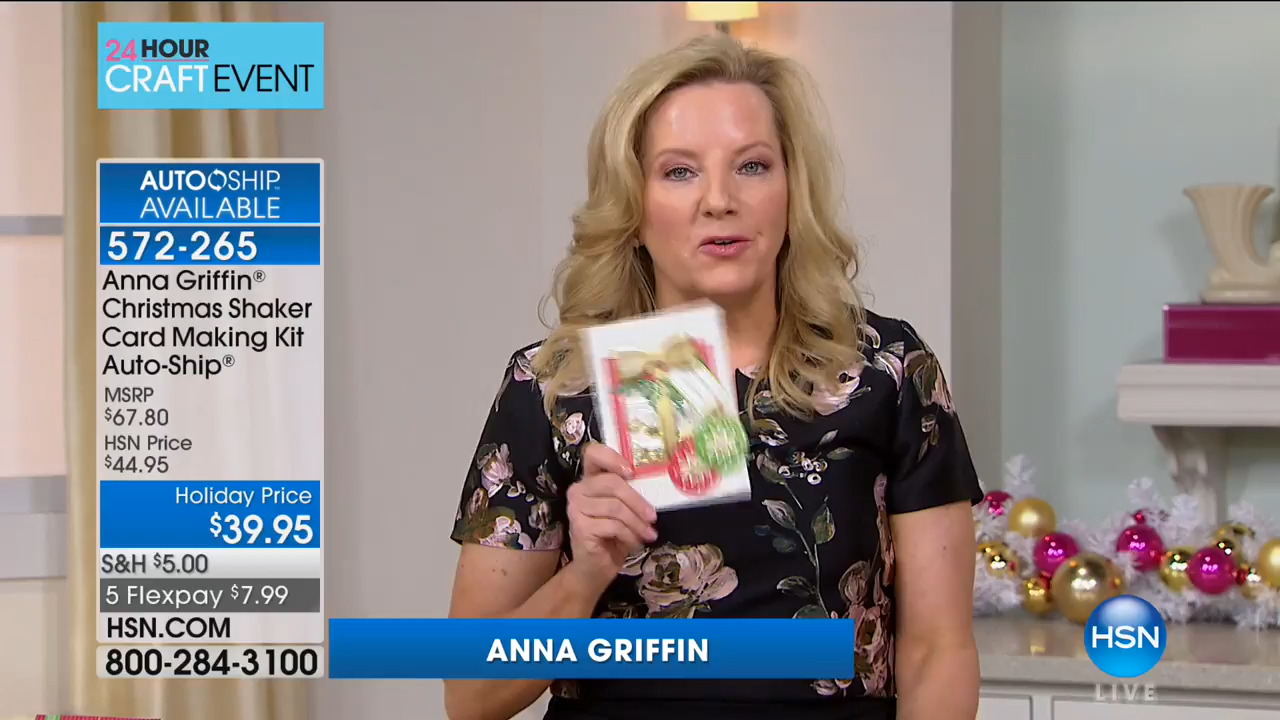 24 HOUR
CRAFT EVENT
AUTOSHIP™
AVAILABLE
572-265
Anna Griffin®
Christmas Shaker
Card Making Kit
Auto-Ship®
MSRP
$67.80
HSN Price
$44.95
Holiday Price
$39.95
S&H $5.00
5 Flexpay $7.99
HSN.COM
800-284-3100
ANNA GRIFFIN
HSN
LIVE